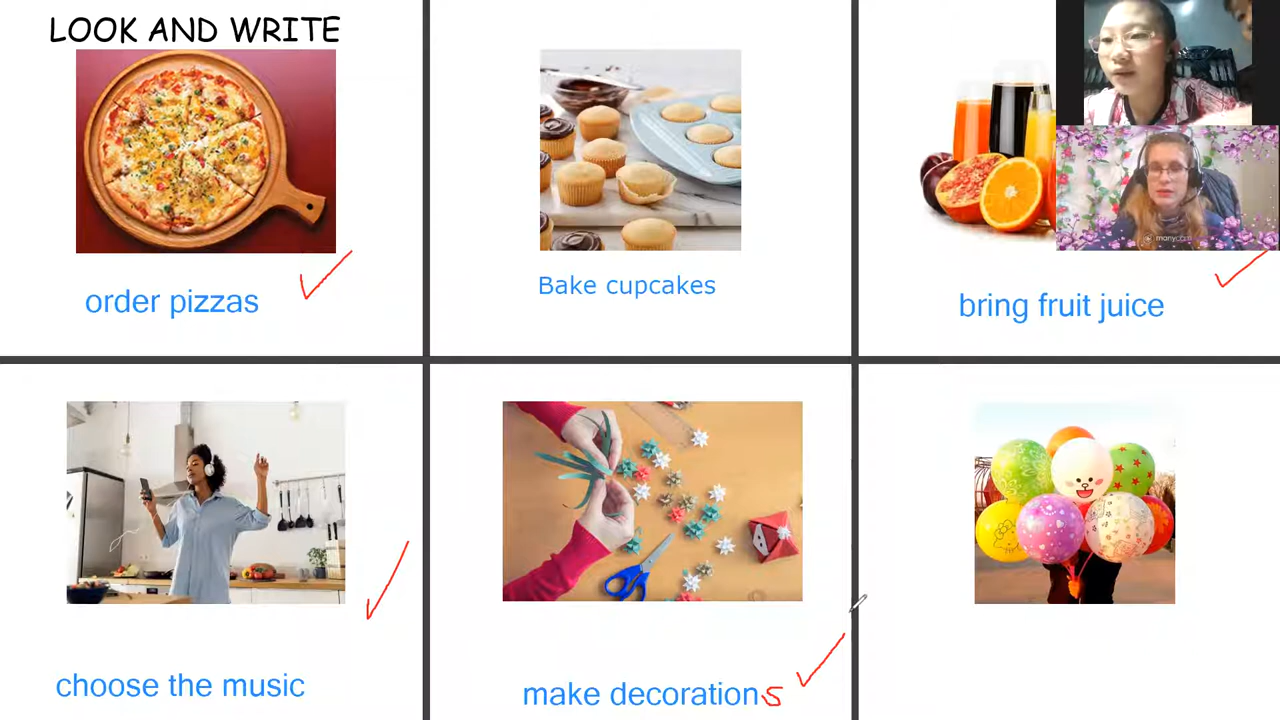 LOOK AND WRITE
order pizzas
Bake cupcakes
bring fruit juice
choose the music
make decorations